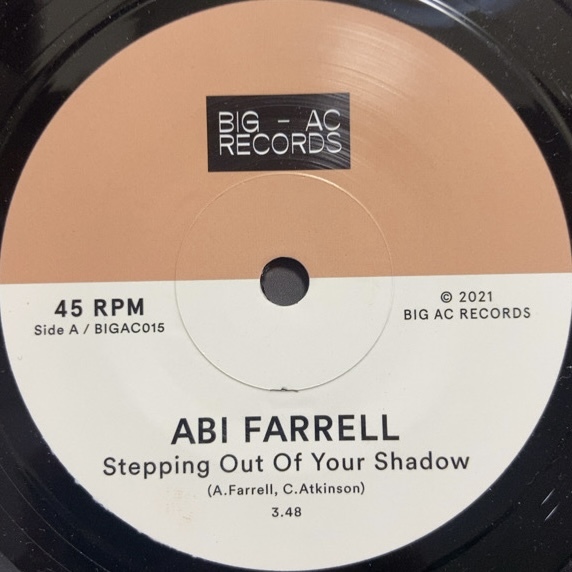 BIG - AC
RECORDS
45 RPM
Side A / BIGAC015
© 2021
BIG AC RECORDS
ABI FARRELL
Stepping Out Of Your Shadow
(A.Farrell, C.Atkinson)
3.48